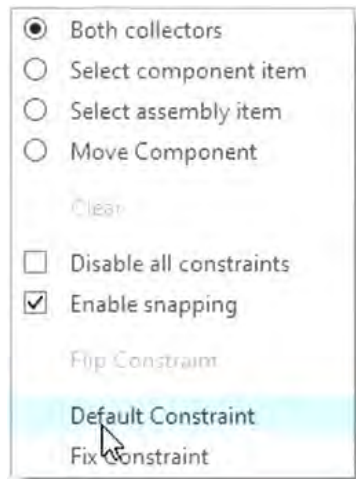 Both collectors
Select component item
Select assembly item
Move Component
Clear
Disable all constraints
Enable snapping
Flip Constraint
Default Constraint
Fix Constraint